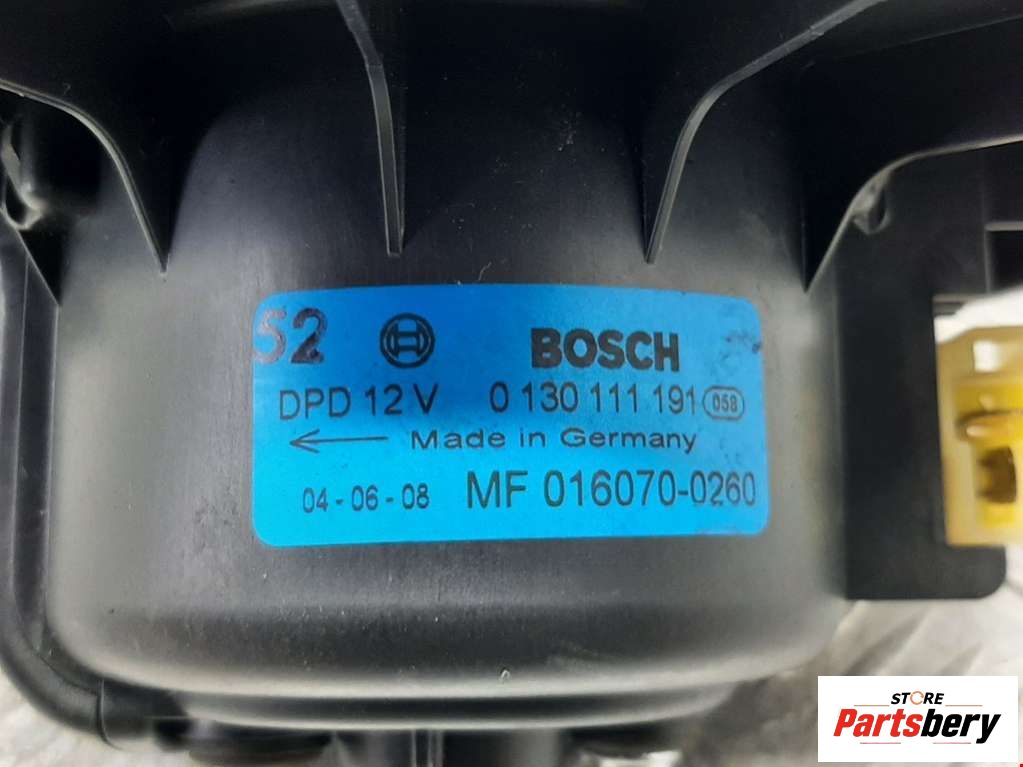 52 BOSCH
DPD 12 V 0 130 111 191 058
Made in Germany
04-06-08 MF 016070-0260
STORE
Partsbery